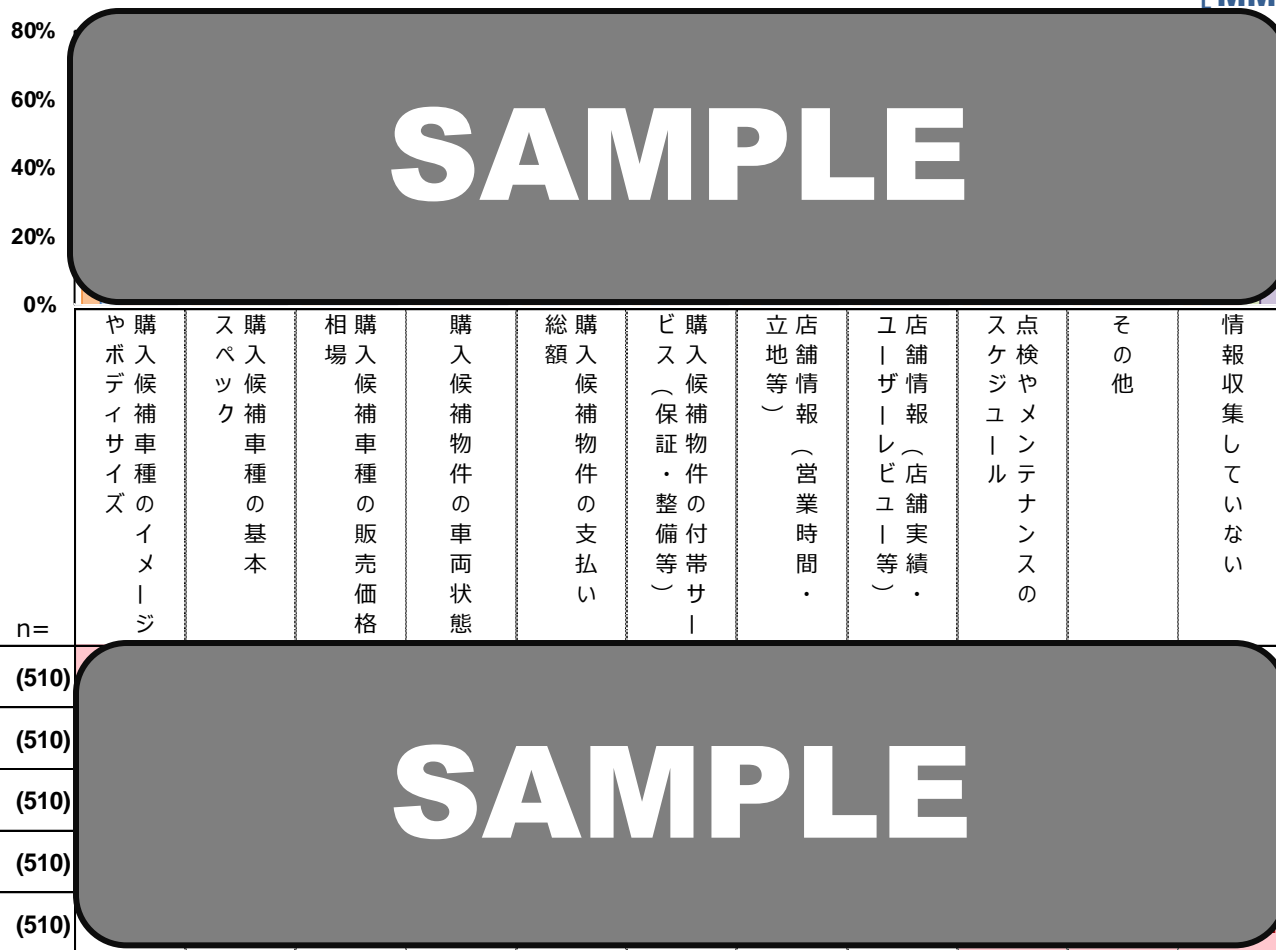 80%
60%
40%
20%
0%
SAMPLE
購入候補車種のイメージ
やボディサイズ
購入候補車種の基本
スペック
購入候補車種の販売価格
相場
購入候補物件の車両状態
購入候補物件の支払い
総額
購入候補物件の付帯サー
ビス（保証・整備等）
店舗情報（営業時間・
立地等）
店舗情報（店舗実績・
ユーザーレビュー等）
点検やメンテナンスの
スケジュール
その他
情報収集していない
n=
(510)
(510)
(510)
(510)
(510)
SAMPLE